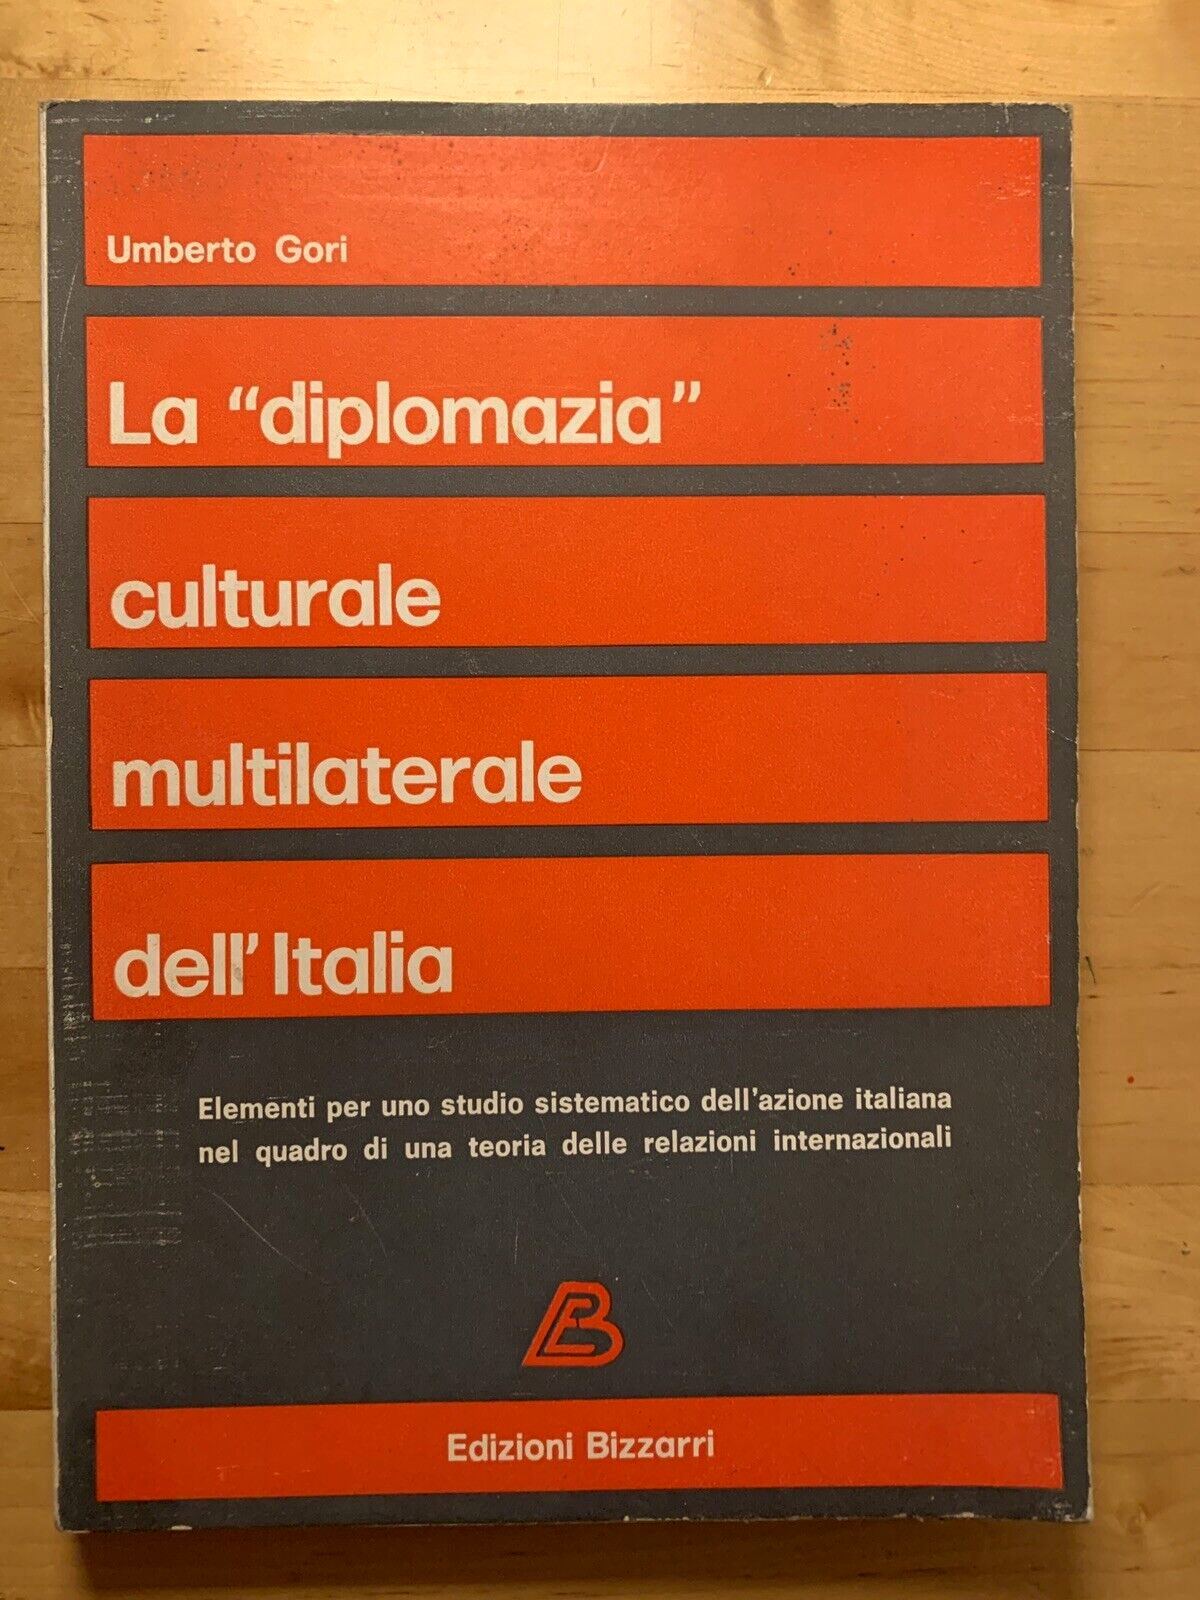 Umberto Gori
La “diplomazia”
culturale
multilaterale
dell’Italia
Elementi per uno studio sistematico dell’azione italiana
nel quadro di una teoria delle relazioni internazionali
EB
Edizioni Bizzarri